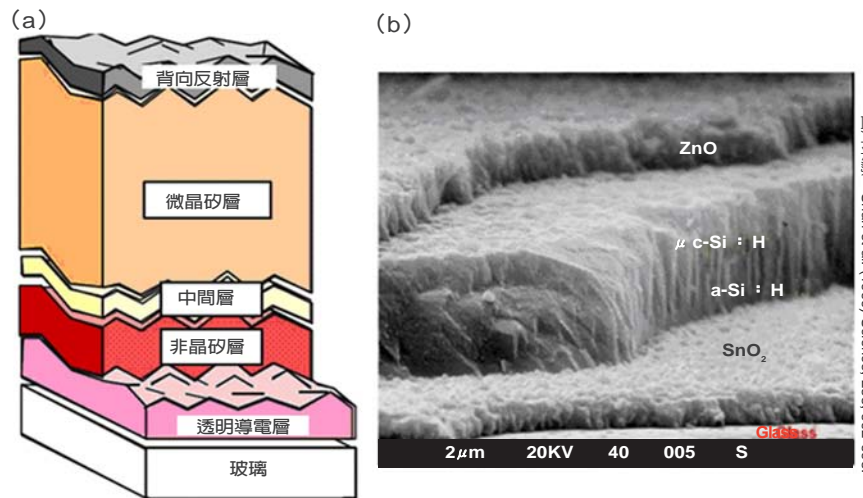 (a)
背向反射層
微晶矽層
中間層
非晶矽層
透明導電層
玻璃
(b)
ZnO
μc-Si：H
a-Si：H
SnO₂
Glass
2μm 20KV 40 005 S